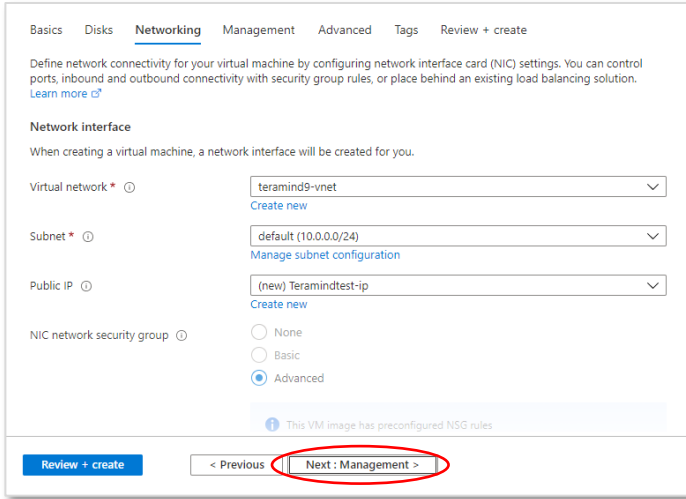 Basics Disks Networking Management Advanced Tags Review + create
Define network connectivity for your virtual machine by configuring network interface card (NIC) settings. You can control
ports, inbound and outbound connectivity with security group rules, or place behind an existing load balancing solution.
Learn more
Network interface
When creating a virtual machine, a network interface will be created for you.
Virtual network * teramind9-vnet
Create new
Subnet * default (10.0.0.0/24)
Manage subnet configuration
Public IP (new) Teramindtest-ip
Create new
NIC network security group None
Basic
Advanced
This VM image has preconfigured NSG rules
Review + create < Previous Next : Management >